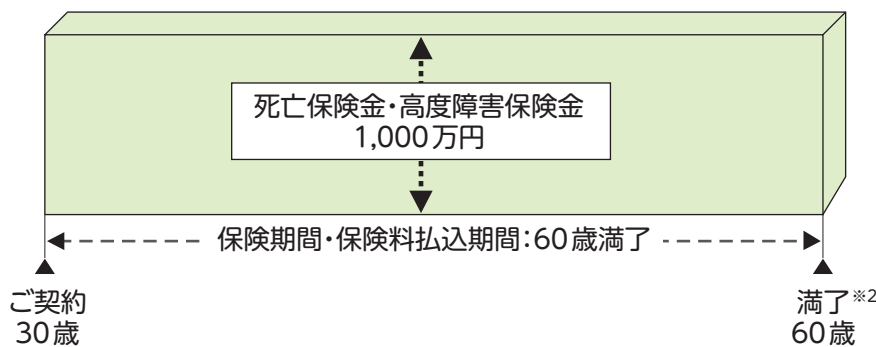 死亡保険金・高度障害保険金
1,000万円
保険期間・保険料払込期間：60歳満了
ご契約
30歳
満了※2
60歳